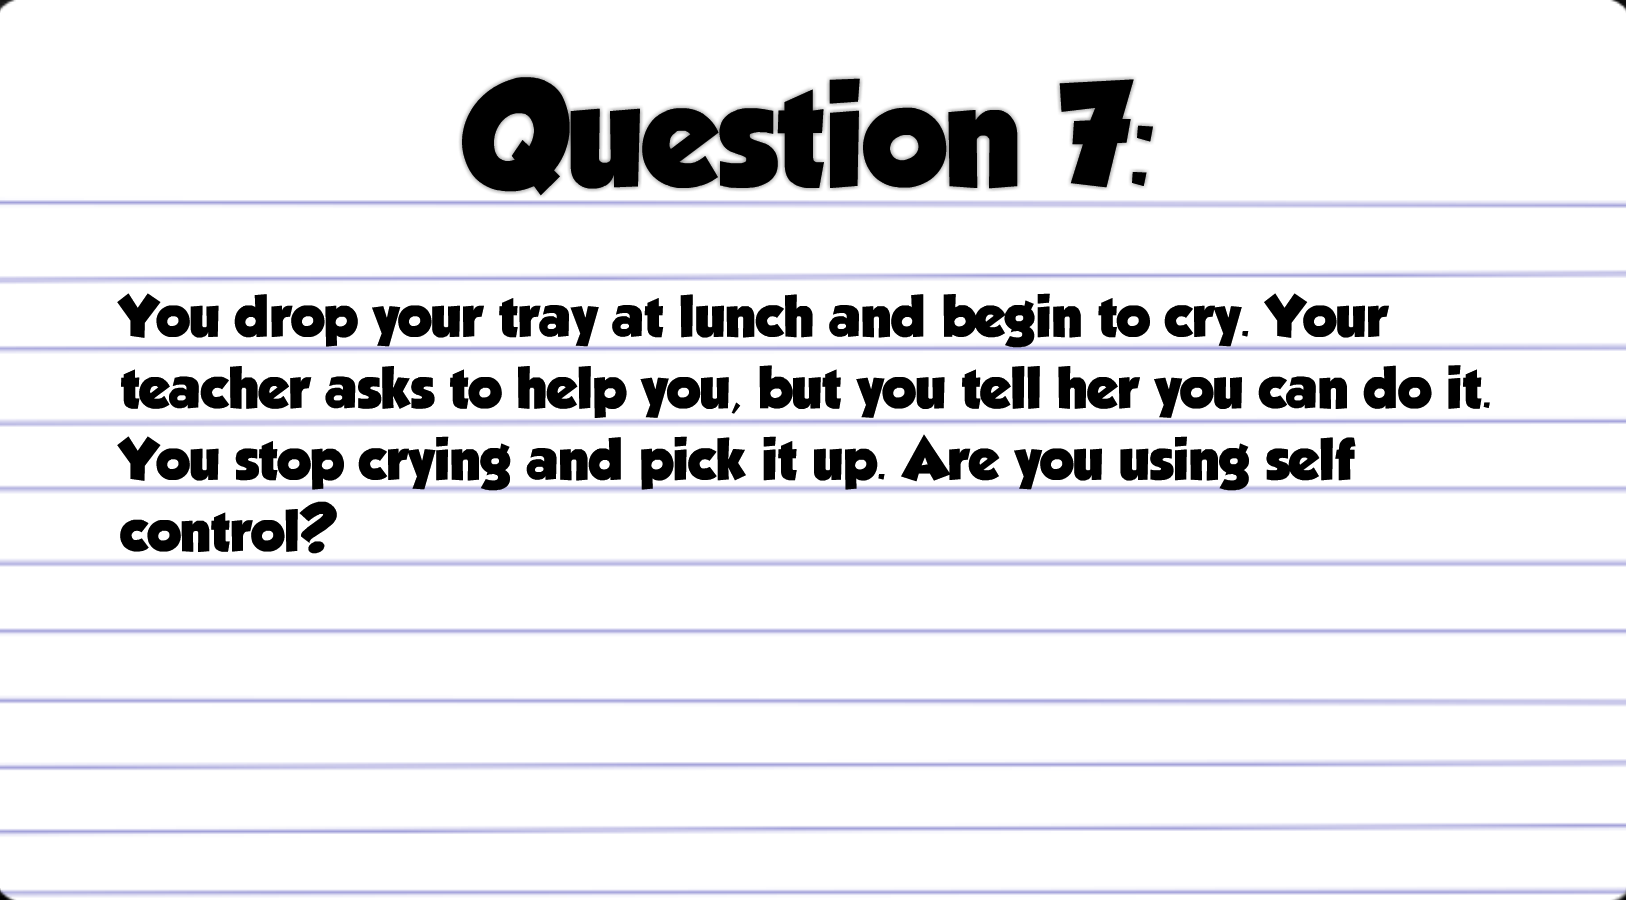 Question 7:
You drop your tray at lunch and begin to cry. Your
teacher asks to help you, but you tell her you can do it.
You stop crying and pick it up. Are you using self
control?